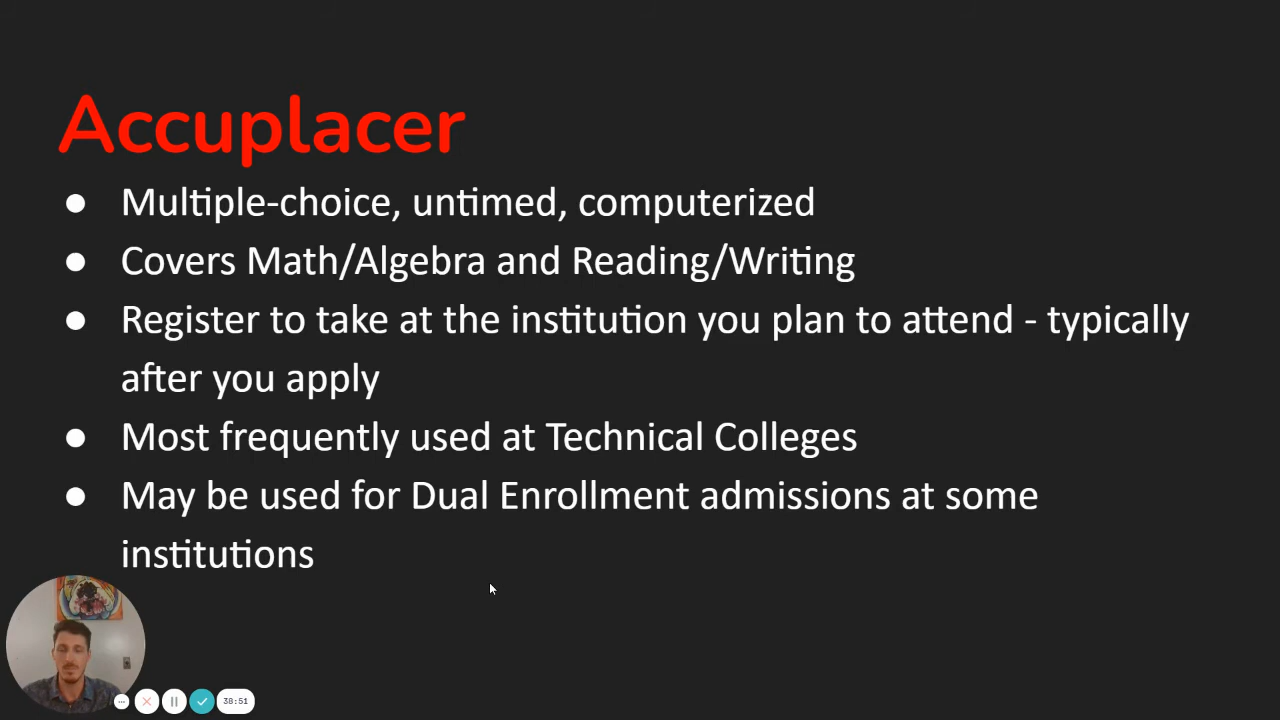 Accuplacer
● Multiple-choice, untimed, computerized
● Covers Math/Algebra and Reading/Writing
● Register to take at the institution you plan to attend - typically
after you apply
● Most frequently used at Technical Colleges
● May be used for Dual Enrollment admissions at some
institutions
38:51